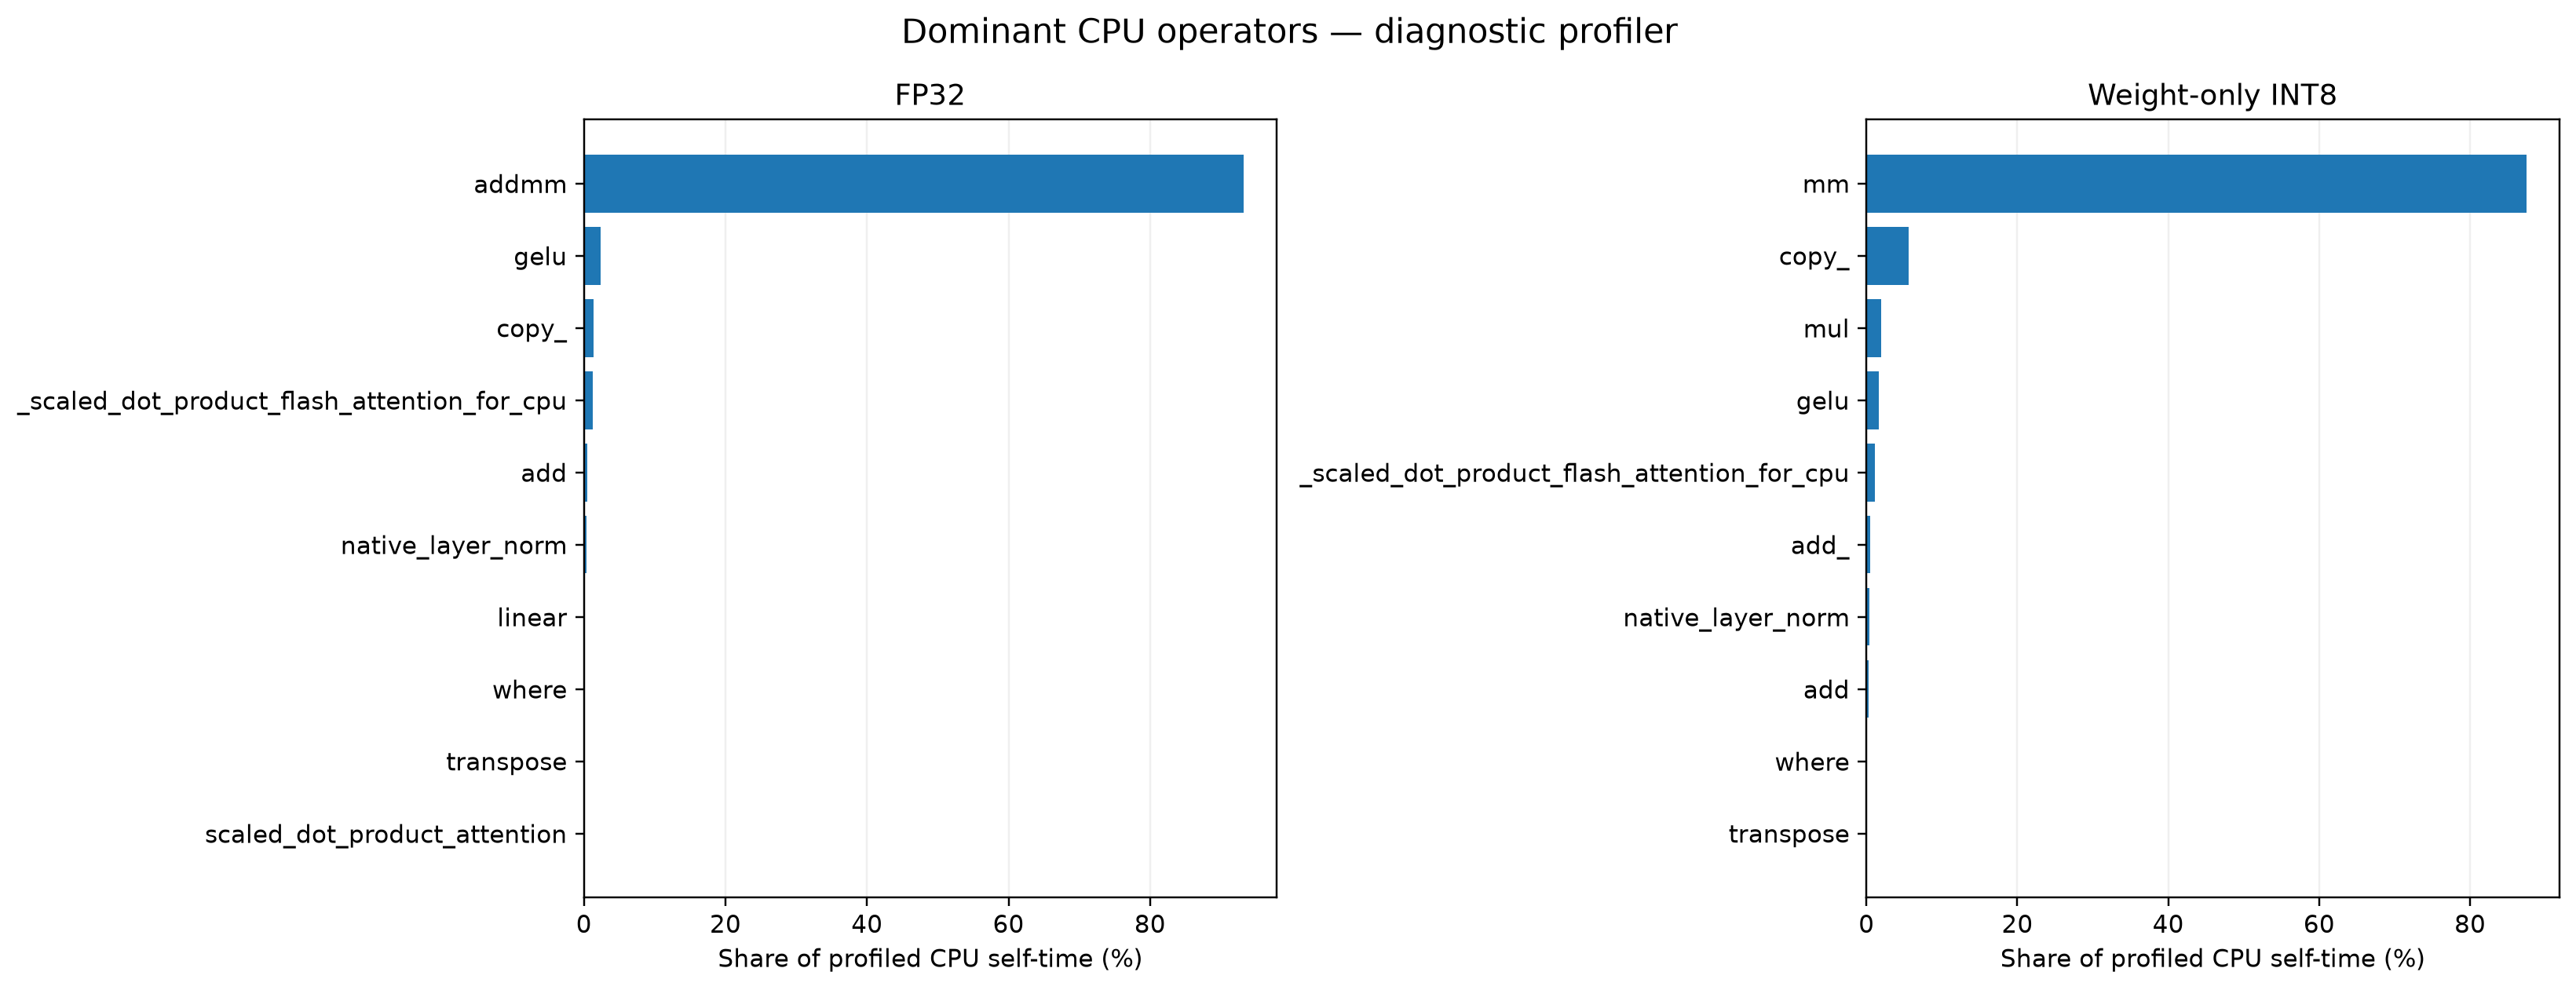 Dominant CPU operators — diagnostic profiler
FP32
addmm
gelu
copy_
_scaled_dot_product_flash_attention_for_cpu
add
native_layer_norm
linear
where
transpose
scaled_dot_product_attention
0 20 40 60 80
Share of profiled CPU self-time (%)
Weight-only INT8
mm
copy_
mul
gelu
_scaled_dot_product_flash_attention_for_cpu
add_
native_layer_norm
add
where
transpose
0 20 40 60 80
Share of profiled CPU self-time (%)